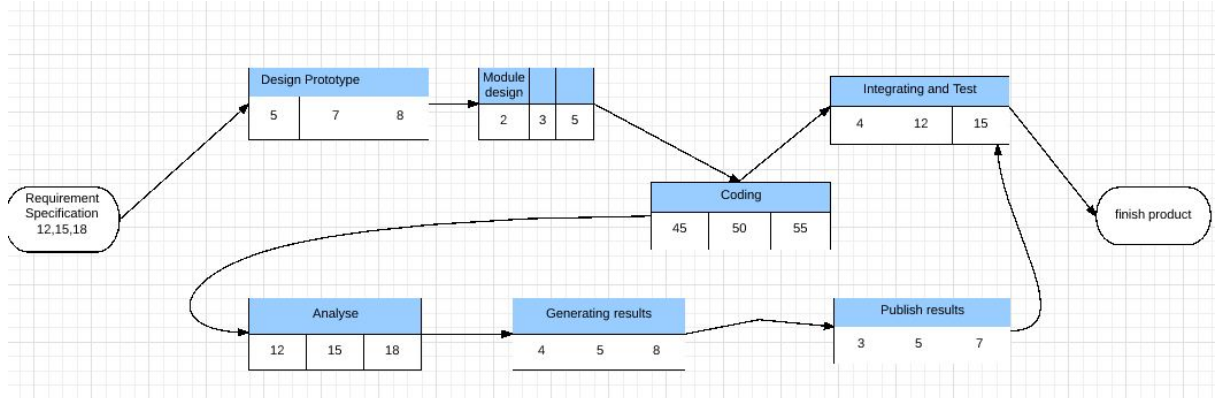 Design Prototype
5 7 8
Module
design
2 3 5
Integrating and Test
4 12 15
Requirement
Specification
12,15,18
Coding
45 50 55
finish product
Analyse
12 15 18
Generating results
4 5 8
Publish results
3 5 7